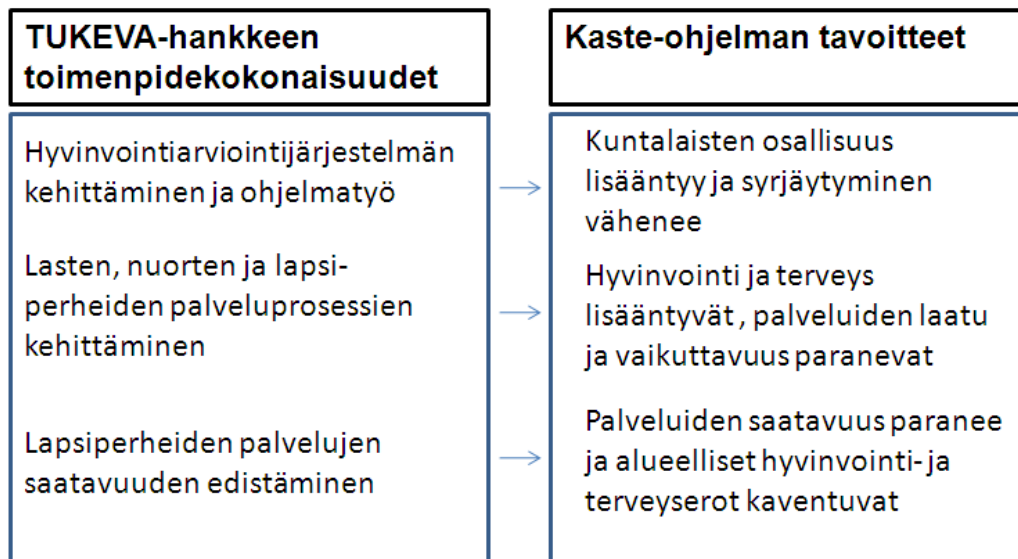 TUKEVA-hankkeen
toimenpidekokonaisuudet
Hyvinvointiarviointijärjestelmän
kehittäminen ja ohjelmatyö
Lasten, nuorten ja lapsi-
perheiden palveluprosessien
kehittäminen
Lapsiperheiden palvelujen
saatavuuden edistäminen
Kaste-ohjelman tavoitteet
Kuntalaisten osallisuus
lisääntyy ja syrjäytyminen
vähenee
Hyvinvointi ja terveys
lisääntyvät , palveluiden laatu
ja vaikuttavuus paranevat
Palveluiden saatavuus paranee
ja alueelliset hyvinvointi- ja
terveyserot kaventuvat